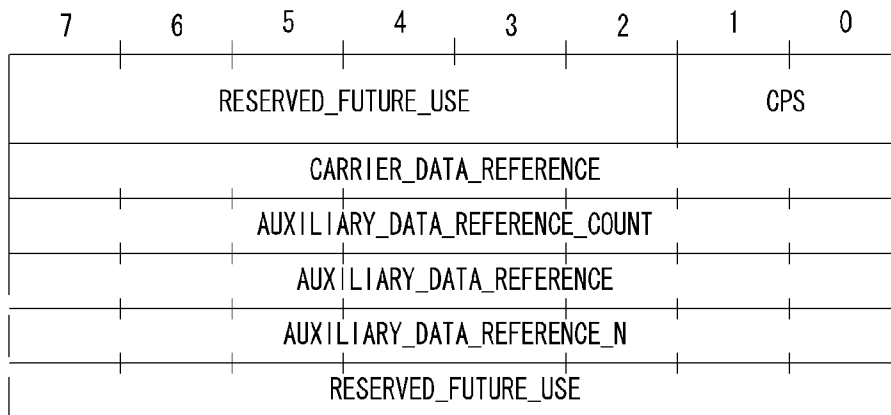 7 6 5 4 3 2 1 0
RESERVED_FUTURE_USE CPS
CARRIER_DATA_REFERENCE
AUXILIARY_DATA_REFERENCE_COUNT
AUXILIARY_DATA_REFERENCE
AUXILIARY_DATA_REFERENCE_N
RESERVED_FUTURE_USE